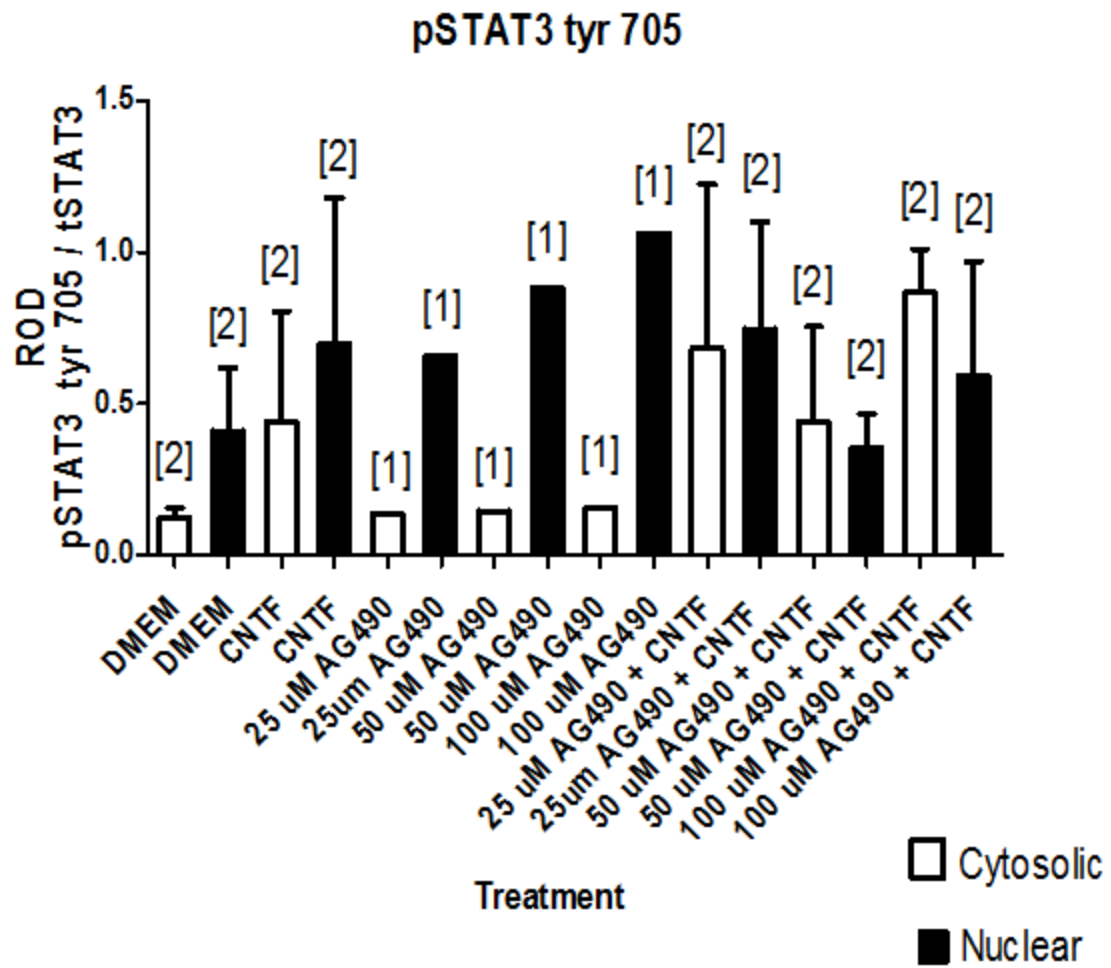 pSTAT3 tyr 705
ROD
pSTAT3 tyr 705 / tSTAT3
1.5
1.0
0.5
0.0
[2]
[2]
[2]
[2]
[1]
[1]
[1]
[1]
[1]
[1]
[2]
[2]
[2]
[2]
[2]
[2]
DMEM
DMEM
CNTF
CNTF
25 uM AG490
25um AG490
50 uM AG490
50 uM AG490
100 uM AG490
100 uM AG490
25 uM AG490 + CNTF
25um AG490 + CNTF
50 uM AG490 + CNTF
50 uM AG490 + CNTF
100 uM AG490 + CNTF
100 uM AG490 + CNTF
Treatment
Cytosolic
Nuclear